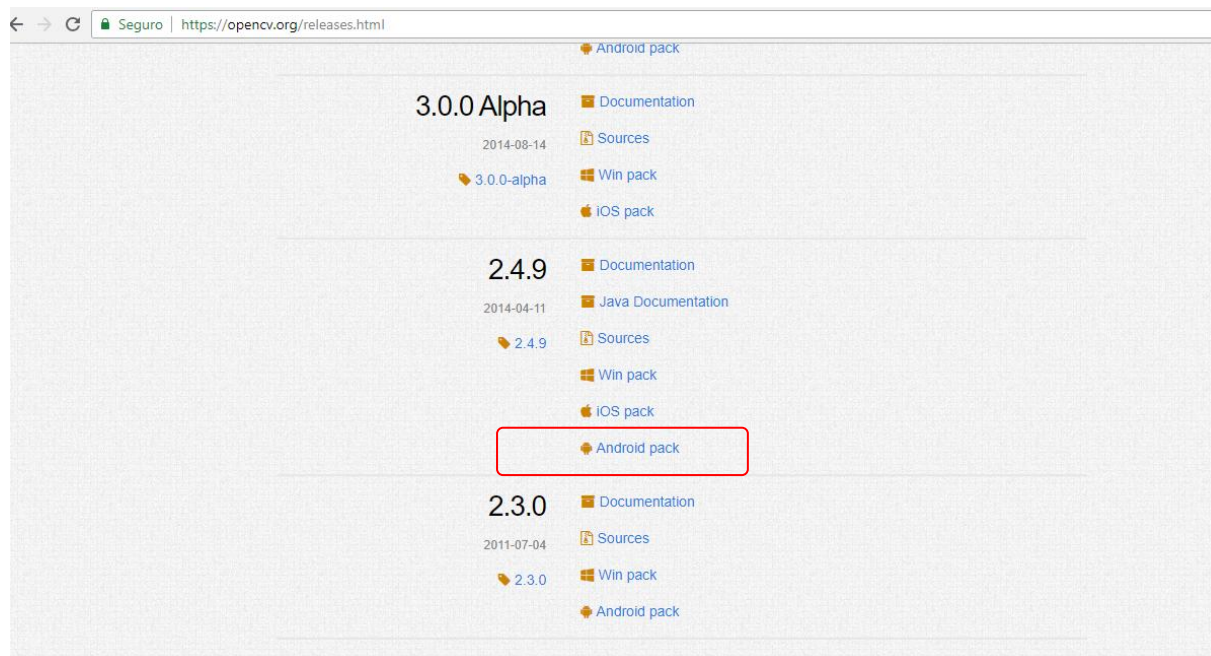 Seguro | https://opencv.org/releases.html
Android pack
3.0.0 Alpha
Documentation
2014-08-14
Sources
3.0.0-alpha
Win pack
iOS pack
2.4.9
Documentation
2014-04-11
Java Documentation
2.4.9
Sources
Win pack
iOS pack
Android pack
2.3.0
Documentation
2011-07-04
Sources
2.3.0
Win pack
Android pack